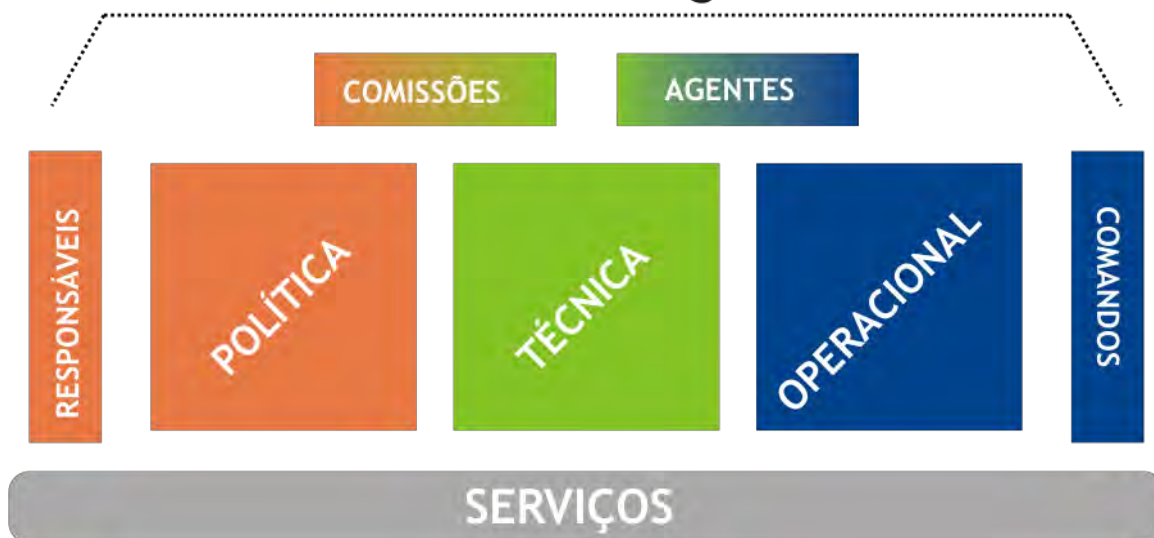 COMISSÕES
AGENTES
RESPONSÁVEIS
POLÍTICA
TÉCNICA
OPERACIONAL
COMANDOS
SERVIÇOS